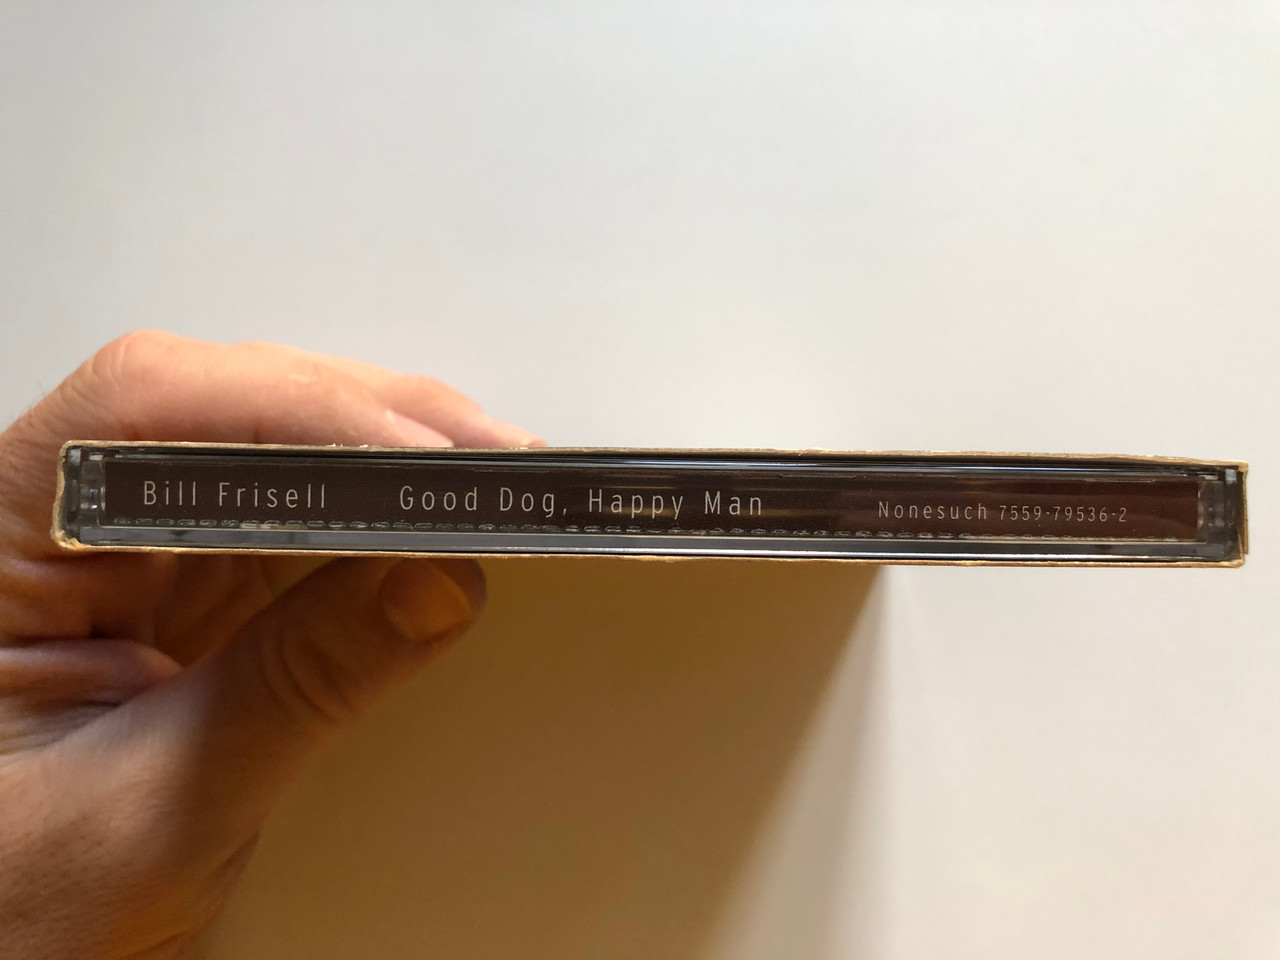 Bill Frisell Good Dog, Happy Man Nonesuch 7559-79536-2